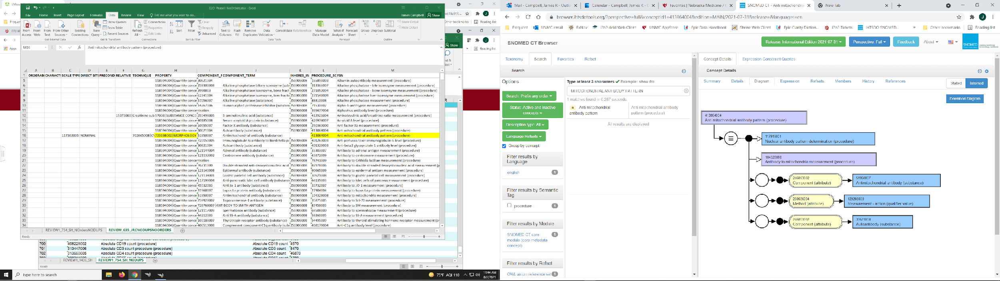 E2O_Phase1_NoOrders.xlsx - Excel
File Home Insert Page Layout Formulas Data Review View Tell me what you want to do...
James Campbell Share
From Access From Web From Text From Other Sources Existing Connections New Query Show Queries From Table Recent Sources Refresh All Connections Properties Edit Links Sort Filter Clear Reapply Advanced Text to Columns Flash Fill Remove Duplicates Data Validation Consolidate Relationships Manage Data Model What-If Analysis Forecast Sheet Group Ungroup Subtotal Show Detail Hide Detail
Get External Data Get & Transform Connections Sort & Filter Data Tools Forecast Outline
M16 fx Anti mitochondrial antibody pattern (procedure)
A B C D E F G H I J K L M
1 ORDERABI CHARACTI SCALE TYPE DIRECT SITE PRECOND RELATIVE TECHNIQUE PROPERTY COMPONENT_F COMPONENT_TERM INHERES_IN PROCEDURE_SC FSN
5 118594004|Quantity conce 30621004 256906008 165890003 Albumin autoantibody measurement (procedure)
6 118594004|Quantity conce 259300008 Alkaline phosphatase biliary isoenzyme (subs 256906008 313366007 Alkaline phosphatase - bile isoenzyme measurement (procedure)
7 118594004|Quantity conce 3990003 Alkaline phosphatase isoenzyme, bone fract 256906008 271052004 Alkaline phosphatase - bone isoenzyme measurement (procedure)
8 118594004|Quantity conce 62741004 Alkaline phosphatase isoenzyme, liver fracti 256906008 271548009 Alkaline phosphatase liver isoenzyme measurement (procedure)
9 118594004|Quantity conce 57056007 Alkaline phosphatase (substance) 256906008 88810008 Alkaline phosphatase measurement (procedure)
10 118594004|Quantity conce 14767006 Human alpha1 proteinase inhibitor (substan 256906008 71530002 Alpha-1-antitrypsin measurement (procedure)
11 118594004|Quantity concentration 256906008 395677004 Alphavirus antibody level (procedure)
12 15373003|Creatinine sub 57008|SUBSTANCE CONCE 259496005 5-aminolevulinic acid (substance) 256906008 412921004 Aminolevulinic acid/creatinine ratio measurement (procedure)
13 118594004|Quantity conce 40185008 Serum amyloid A protein (substance) 256906008 426974007 Amyloid A level (procedure)
14 118594004|Quantity conce 10955007 Factor X antibody (substance) 256906008 250363000 Anti factor Xa measurement (procedure)
15 118594004|Quantity conce 30621004 Autoantibody (substance) 256906008 413064004 Anti mitochondrial antibody pattern (procedure)
16 117362005|NOMINAL 702665008|CY 723198002|MORPHOLOGY 51950007 Antimitochondrial antibody (substance) 413064004 Anti mitochondrial antibody pattern (procedure)
17 118594004|Quantity conce 720150005 Immunoglobulin G antibody to Bordetella pe 256906008 401263003 Anti pertussis toxin immunoglobulin G level (procedure)
18 118594004|Quantity conce 30621004 Autoantibody (substance) 256906008 401329003 Anti-beta2 glycoprotein 1 antibody level (procedure)
19 118594004|Quantity conce 121144004 Adrenal antibody (substance) 256906008 33303007 Antibody to adrenal antigen measurement (procedure)
20 118594004|Quantity conce 121132002 Centromere antibody (substance) 256906008 43872009 Antibody to centromere measurement (procedure)
21 118594004|Quantity concentration 256906008 78741009 Antibody to Crithidia luciliae measurement (procedure)
22 118594004|Quantity conce 76731000 Double stranded anti-deoxyribonucleic acid 256906008 87978006 Antibody to double stranded deoxyribonucleic acid measurement (p
23 118594004|Quantity conce 121140008 Epidermal antibody (substance) 256906008 90665009 Antibody to epidermal antigen measurement (procedure)
24 118594004|Quantity conce 121134001 Gastric parietal cell antibody (substance) 256906008 30521008 Antibody to gastric parietal cell measurement (procedure)
25 118594004|Quantity conce 117199004 Anti-pancreatic islet cell antibody (substanc 256906008 64135003 Antibody to islet cells of pancreas measurement (procedure)
26 118594004|Quantity conce 45932003 Anti Jo-1 antibody (substance) 256906008 33732007 Antibody to JO-1 measurement (procedure)
27 118594004|Quantity conce 31960007 Lupus La protein antibody (substance) 256906008 27904004 Antibody to lupus La protein measurement (procedure)
28 118594004|Quantity conce 51950007 Antimitochondrial antibody (substance) 256906008 104328008 Antibody to mitochondria measurement (procedure)
29 118594004|Quantity conce 259928007 Topoisomerase-1 antibody (substance) 256906008 35875005 Antibody to Scl-70 measurement (procedure)
30 118594004|Quantity conce 726768007|ANTIBODY TO SMITH ANTIGEN 256906008 87459003 Antibody to SM measurement (procedure)
31 118594004|Quantity conce 121117009 Spermatozoa antibody (substance) 256906008 69508000 Antibody to spermatozoa measurement (procedure)
32 118594004|Quantity conce 44212003 Anti SS-A antibody (substance) 256906008 59260005 Antibody to SS-A measurement (procedure)
33 118594004|Quantity conce 103186007 Thyrotropin receptor antibody (substance) 256906008 54495009 Antibody to thyroid stimulating hormone receptor measurement (pr
34 118594004|Quantity conce 406513008 Complement component C1q antibody (subs 256906008 408179004 Anti-C1q antibody level (procedure)
REVIEW1_754_SH_NOrdersNODUPS REVIEW_635_JRCNODUPSNOORDERS
Ready
700 408228002 Absolute CD19 count (procedure) Absolute CD19 count 4570
701 313447006 Absolute CD3 count procedure (procedure) Absolute CD3 count 8470
702 313660005 Absolute CD4 count procedure (procedure) Absolute CD4 count 46870
REVIEW1_1436_SH REVIEW1_754_SH_NODUPS
Ready
Type here to search
75°F AQI 110
11:44 AM
8/2/2021
Other bookmarks Reading list
Reading list
Share
Apps
Mail - Campbell, James R - Outlo Calendar - Campbell, James R - Favorites | Nebraska Medicine / SNOMED CT - Anti mitochondria New Tab
browser.ihtsdotools.org/?perspective=full&conceptId1=413064004&edition=MAIN/2021-07-31&release=&languages=en
Frequent UNMC email RxNav i2b2 deid Web Client UNMC AppStore Epic Data Handbook Shrine Web Client Epic Clarity Diction... i2b2 Tickets IHTSDO SNOMED... Other bookmarks Reading list
SNOMED CT Browser
Release: International Edition 2021-07-31 Perspective: Full Feedback About
Taxonomy Search Favorites Refset
Search
Options
Search: Prefix any order
Status: Active and inactive concepts
Description type: All
Language Refsets
Group by concept
Filter results by Language
english 1
Filter results by Semantic Tag
procedure 1
Filter results by Module
SNOMED CT core module (core metadata concept) 1
Filter results by Refset
OWL axiom reference set 1
Type at least 3 characters Example: shou fra
MITOCHONDRIAL ANTIBODY PATTERN
1 matches found in 0.287 seconds.
Anti mitochondrial antibody pattern
Anti mitochondrial antibody pattern (procedure)
All results are displayed
Concept Details Expression Constraint Queries
Concept Details
Summary Details Diagram Expression Refsets Members History References
Stated Inferred
Download Diagram
413064004
Anti mitochondrial antibody pattern (procedure)
117919001
Nuclear antibody pattern determination (procedure)
104328008
Antibody to mitochondria measurement (procedure)
246093002
Component (attribute)
51950007
Antimitochondrial antibody (substance)
260686004
Method (attribute)
129266000
Measurement - action (qualifier value)
246093002
Component (attribute)
30621004
Autoantibody (substance)